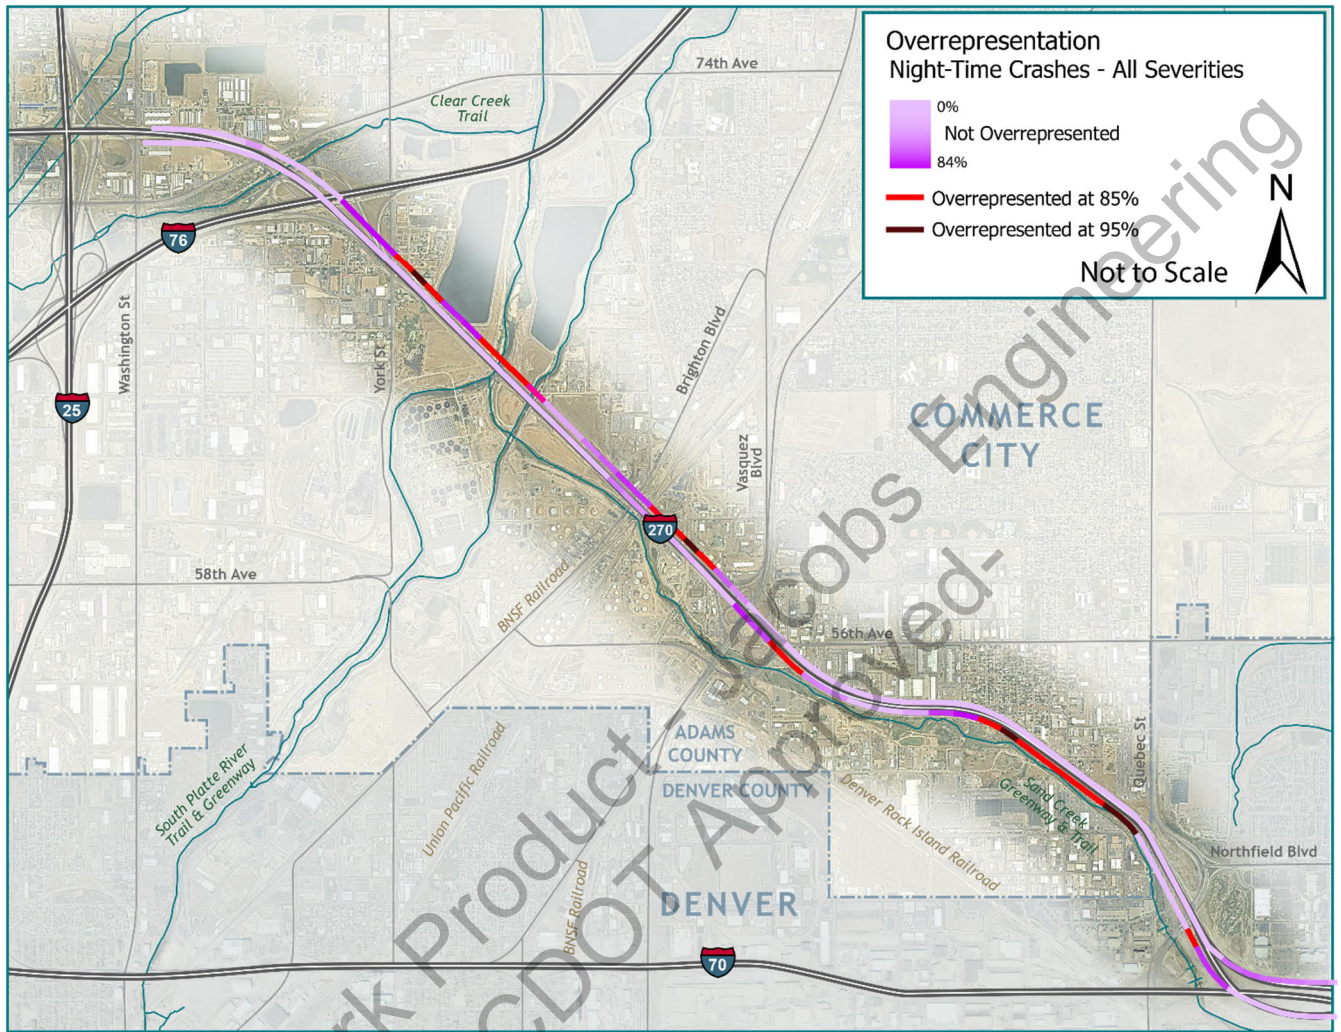 Overrepresentation
Night-Time Crashes - All Severities
0%
Not Overrepresented
84%
Overrepresented at 85%
Overrepresented at 95%
N
Not to Scale
74th Ave
Clear Creek
Trail
76
Washington St
York St
Brighton Blvd
25
COMMERCE
CITY
Vasquez
Blvd
270
58th Ave
BNSF Railroad
56th Ave
ADAMS
COUNTY
DENVER COUNTY
Quebec St
South Platte River
Trail & Greenway
Union Pacific Railroad
Sand Creek
Greenway & Trail
Denver Rock Island Railroad
Northfield Blvd
BNSF Railroad
DENVER
70
rk Product - Jacobs Engineering
CDOT Approved-